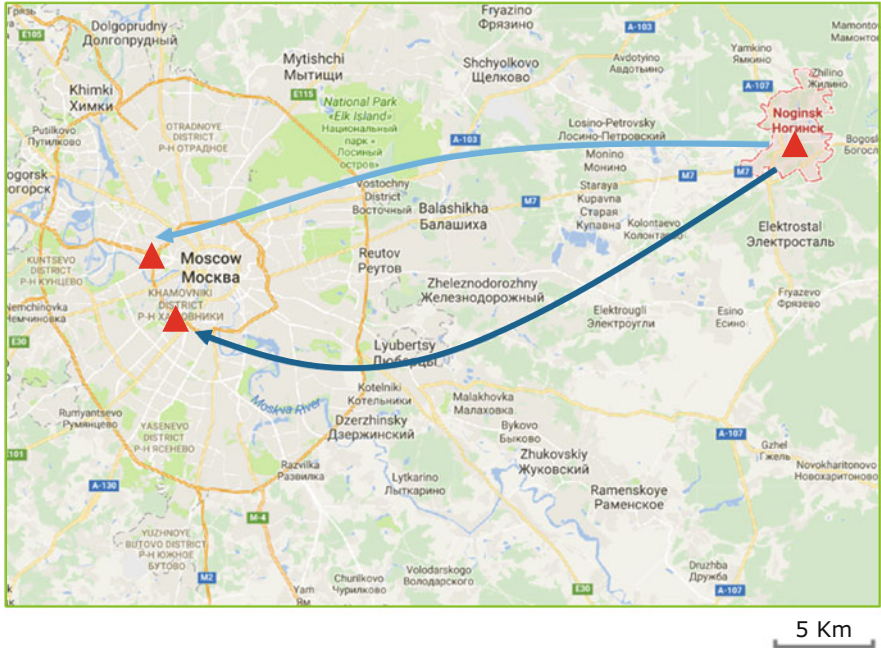 Грязь
E105
Dolgoprudny
Долгопрудный
Fryazino
Фрязино
A-103
Mamonto
Мамонтов
Mytishchi
Мытищи
Shchyolkovo
Щелково
Avdotyino
Авдотьино
Yamkino
Ямкино
Zhilino
Жилино
Khimki
Химки
E115
A-107
National Park
«Elk Island»
Национальный
парк «
Лосиный
остров»
Noginsk
Ногинск
Putilkovo
Путилково
OTRADNOYE
DISTRICT
Р-Н ОТРАДНОЕ
A-103
Losino-Petrovsky
Лосино-Петровский
Bogosl
Богосл
Monino
Монино
ogorsk
огорск
Vostochny
District
Восточный
M7
M7
Staraya
Kupavna
Старая
Купавна
M7
Balashikha
Балашиха
Kolontaevo
Колонтаево
Elektrostal
Электросталь
KUNTSEVO
DISTRICT
Р-Н КУНЦЕВО
Moscow
Москва
Reutov
Реутов
Zheleznodorozhny
Железнодорожный
KHAMOVNIKI
DISTRICT
Nemchinovka
Немчиновка
E30
Elektrougli
Электроугли
Esino
Есино
Fryazevo
Фрязево
Lyubertsy
Люберцы
Kotelniki
Котельники
Moskva River
Malakhovka
Малаховка
Rumyantsevo
Румянцево
YASENEVO
DISTRICT
Р-Н ЯСЕНЕВО
Dzerzhinsky
Дзержинский
Bykovo
Быково
A-107
Gzhel
Гжель
E101
Razvilka
Развилка
Zhukovskiy
Жуковский
Novokharitonovo
Новохаритоново
A-130
Lytkarino
Лыткарино
Ramenskoye
Раменское
M-4
YUZHNOYE
BUTOVO DISTRICT
Р-Н ЮЖНОЕ
БУТОВО
M2
Yam
Ям
Churilkovo
Чурилково
Volodarskogo
Володарского
E30
Druzhba
Дружба
5 Km